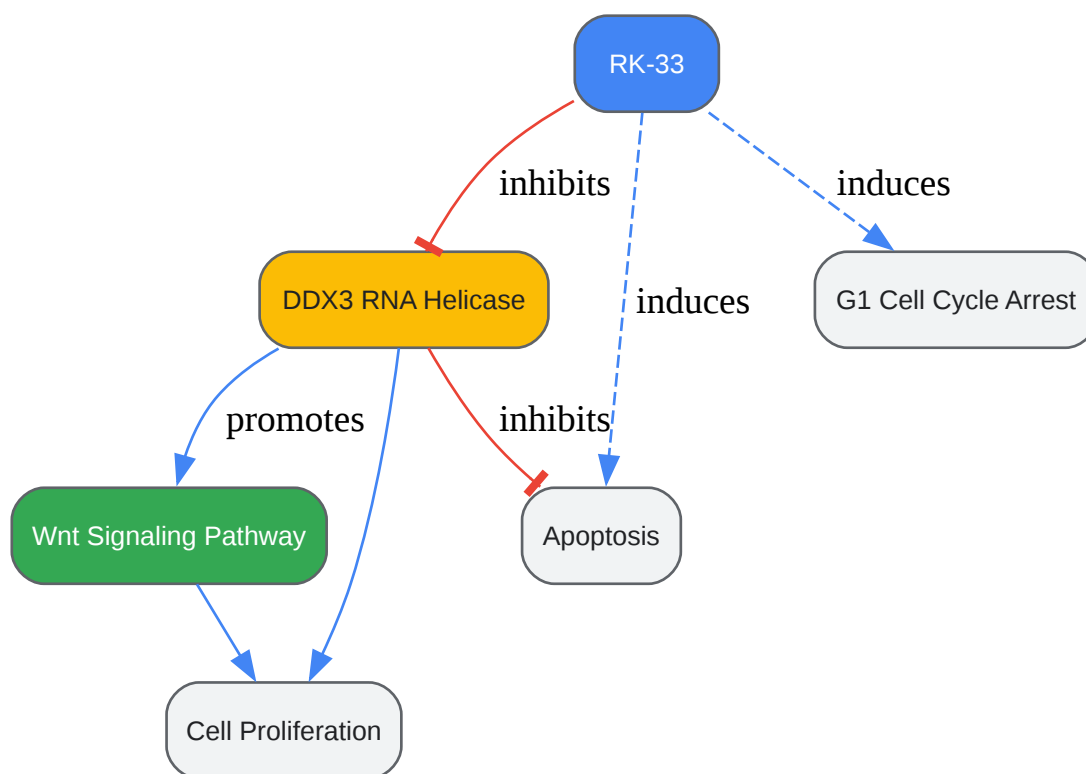 RK-33
inhibits
induces
DDX3 RNA Helicase
G1 Cell Cycle Arrest
induces
promotes
inhibits
Wnt Signaling Pathway
Apoptosis
Cell Proliferation